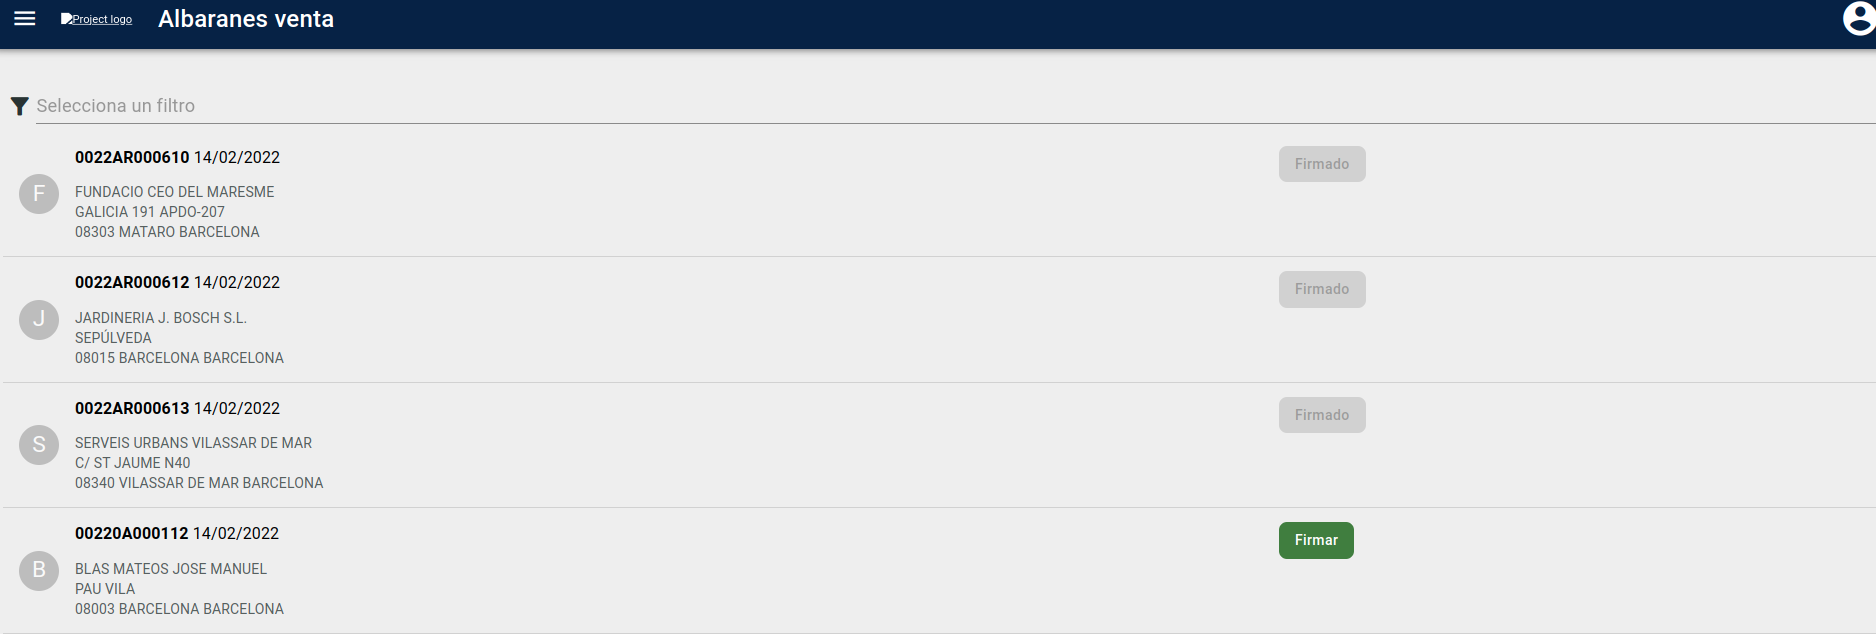 Project logo
Albaranes venta
Selecciona un filtro
0022AR000610 14/02/2022
Firmado
F
FUNDACIO CEO DEL MARESME
GALICIA 191 APDO-207
08303 MATARO BARCELONA
0022AR000612 14/02/2022
Firmado
J
JARDINERIA J. BOSCH S.L.
SEPÚLVEDA
08015 BARCELONA BARCELONA
0022AR000613 14/02/2022
Firmado
S
SERVEIS URBANS VILASSAR DE MAR
C/ ST JAUME N40
08340 VILASSAR DE MAR BARCELONA
00220A000112 14/02/2022
Firmar
B
BLAS MATEOS JOSE MANUEL
PAU VILA
08003 BARCELONA BARCELONA